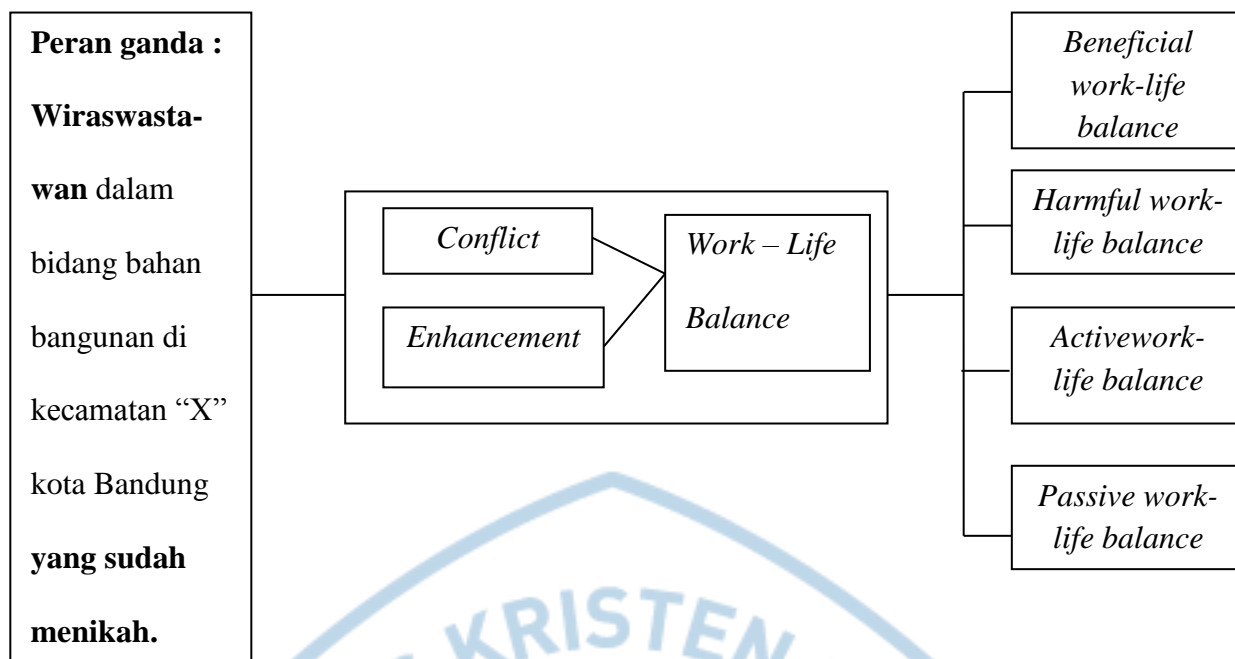 Peran ganda :
Wiraswasta-
wan dalam
bidang bahan
bangunan di
kecamatan “X”
kota Bandung
yang sudah
menikah.
Conflict
Enhancement
Work – Life
Balance
Beneficial
work-life
balance
Harmful work-
life balance
Activework-
life balance
Passive work-
life balance
KRISTEN